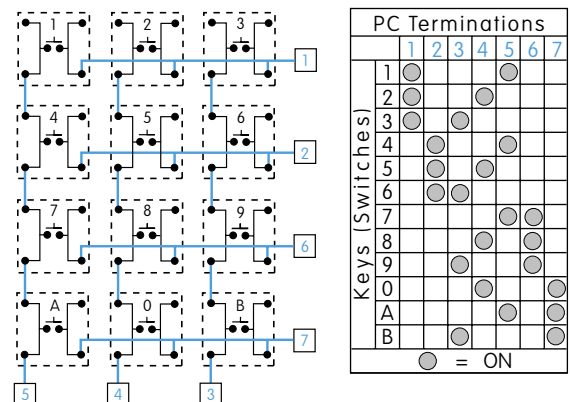 1 2 3
1
4 5 6
2
7 8 9
6
A 0 B
7
5 4 3
PC Terminations
1 2 3 4 5 6 7
Keys (Switches)
1
2
3
4
5
6
7
8
9
0
A
B
= ON